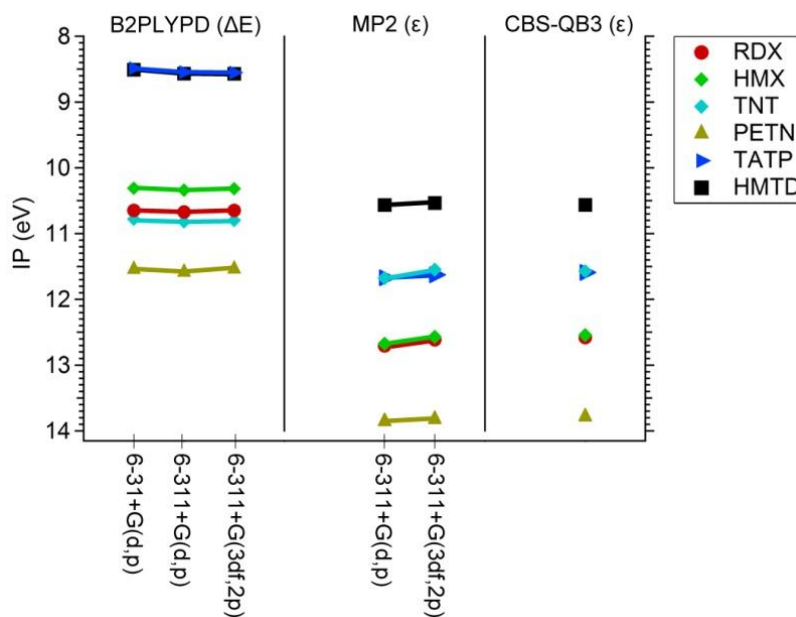 B2PLYPD (ΔE) MP2 (ε) CBS-QB3 (ε)
8
9
10
11
12
13
14
IP (eV)
RDX
HMX
TNT
PETN
TATP
HMTD
6-31+G(d,p)
6-311+G(d,p)
6-311+G(3df,2p)
6-311+G(d,p)
6-311+G(3df,2p)